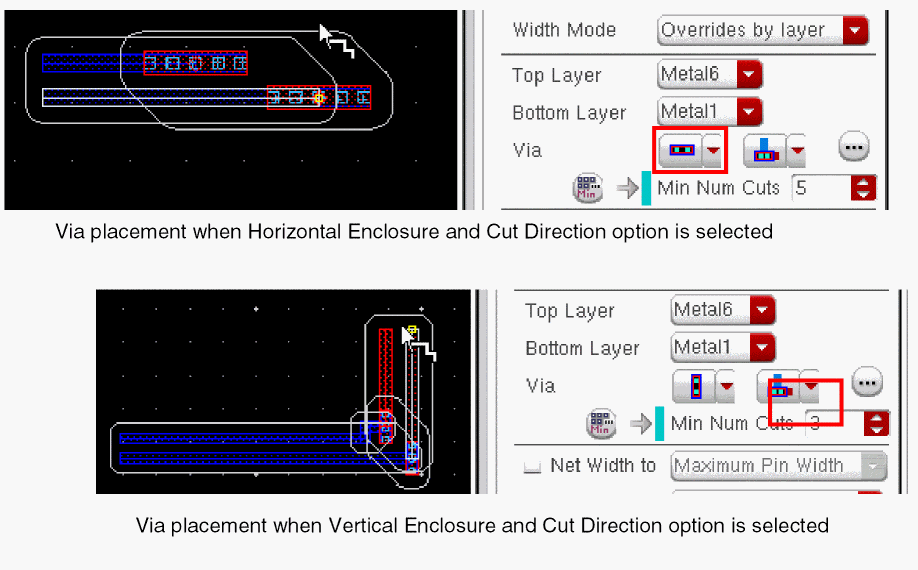 Width Mode Overrides by layer
Top Layer Metal6
Bottom Layer Metal1
Via ...
Min Min Num Cuts 5
Via placement when Horizontal Enclosure and Cut Direction option is selected
Top Layer Metal6
Bottom Layer Metal1
Via ...
Min Min Num Cuts 3
Net Width to Maximum Pin Width
Via placement when Vertical Enclosure and Cut Direction option is selected